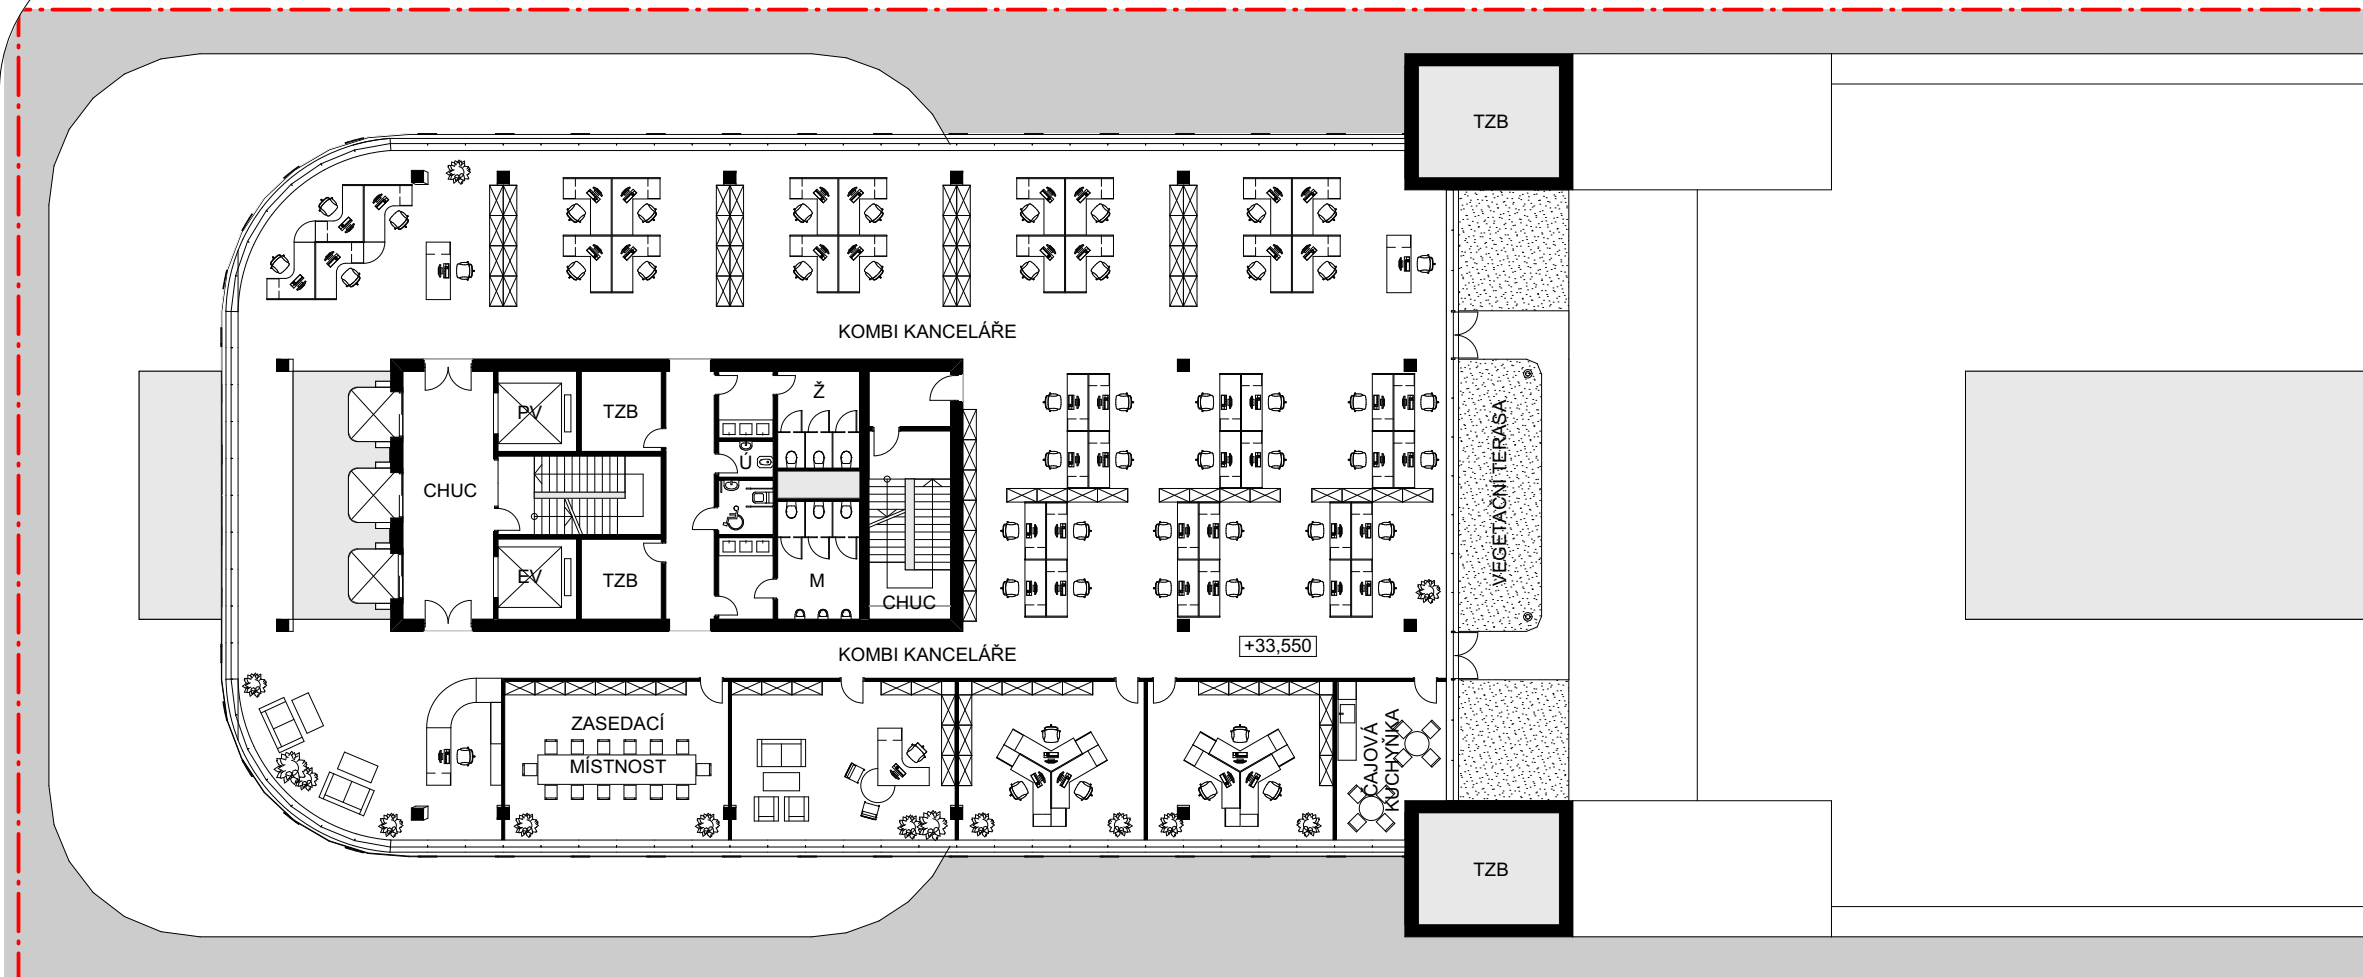 TZB
KOMBI KANCELÁŘE
PV
TZB
Ž
Ú
CHUC
VEGETAČNÍ TERASA
EV
TZB
M
CHUC
KOMBI KANCELÁŘE
+33,550
ZASEDACÍ
MÍSTNOST
ČAJOVÁ
KUCHYŇKA
TZB